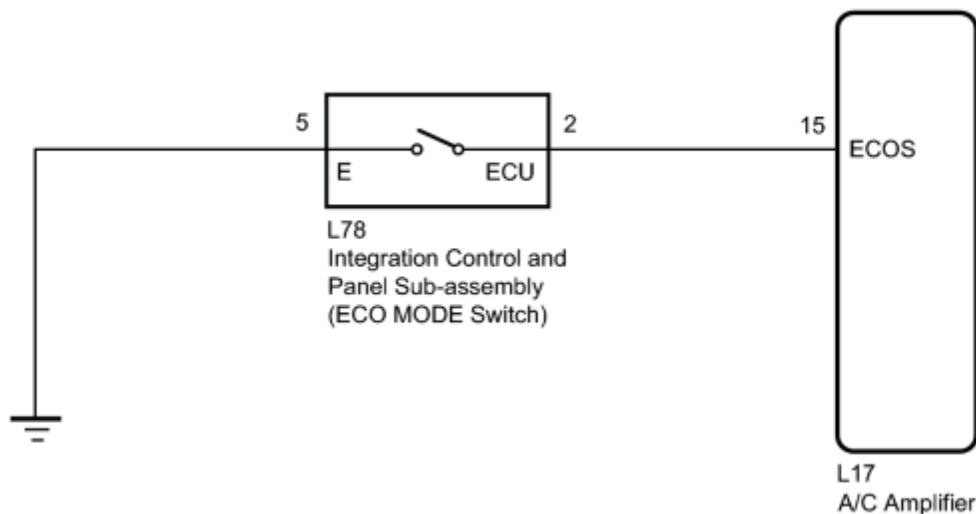 5
2
15
ECOS
E
ECU
L78
Integration Control and
Panel Sub-assembly
(ECO MODE Switch)
L17
A/C Amplifier